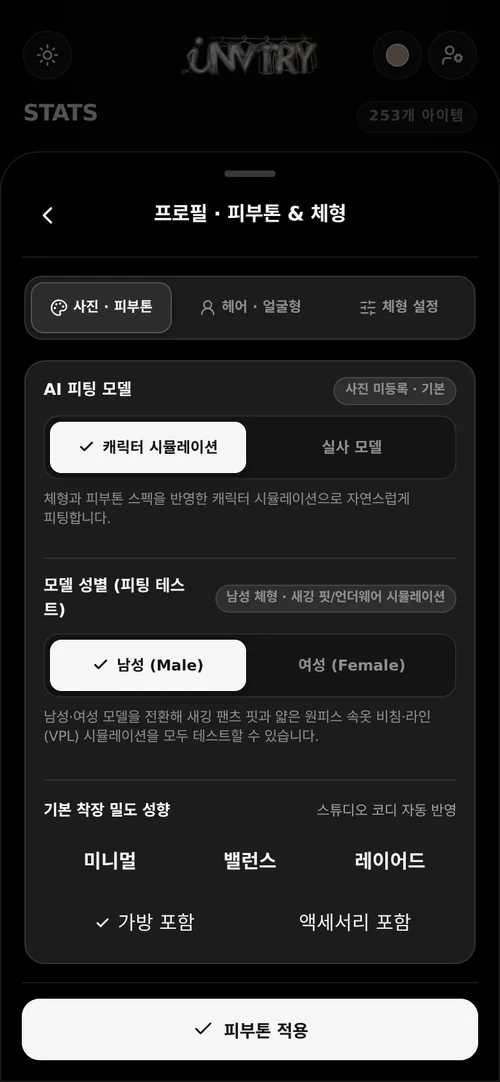 iNVTRY
STATS
253개 아이템
프로필 · 피부톤 & 체형
사진 · 피부톤
헤어 · 얼굴형
체형 설정
AI 피팅 모델
사진 미등록 · 기본
캐릭터 시뮬레이션
실사 모델
체형과 피부톤 스펙을 반영한 캐릭터 시뮬레이션으로 자연스럽게
피팅합니다.
모델 성별 (피팅 테스
트)
남성 체형 · 새깅 핏/언더웨어 시뮬레이션
남성 (Male)
여성 (Female)
남성·여성 모델을 전환해 새깅 팬츠 핏과 얇은 원피스 속옷 비침·라인
(VPL) 시뮬레이션을 모두 테스트할 수 있습니다.
기본 착장 밀도 성향
스튜디오 코디 자동 반영
미니멀
밸런스
레이어드
가방 포함
액세서리 포함
피부톤 적용